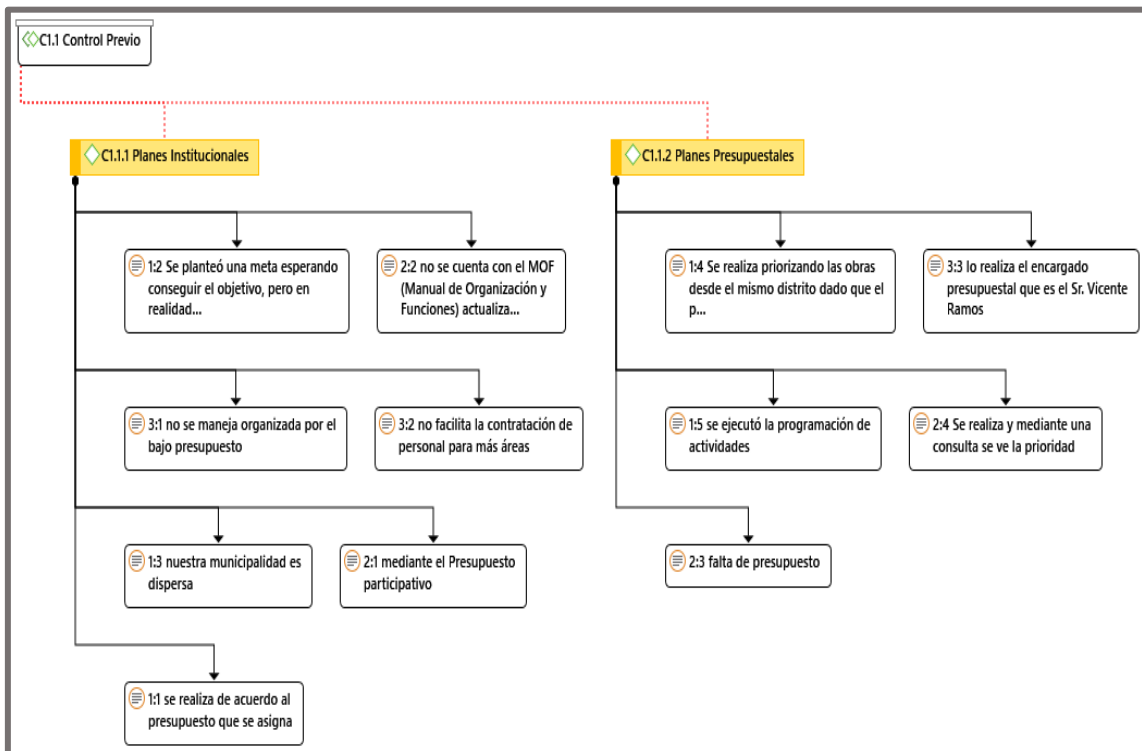 C1.1 Control Previo
C1.1.1 Planes Institucionales
C1.1.2 Planes Presupuestales
1:2 Se planteó una meta esperando
conseguir el objetivo, pero en
realidad...
2:2 no se cuenta con el MOF
(Manual de Organización y
Funciones) actualiza...
1:4 Se realiza priorizando las obras
desde el mismo distrito dado que el
p...
3:3 lo realiza el encargado
presupuestal que es el Sr. Vicente
Ramos
3:1 no se maneja organizada por el
bajo presupuesto
3:2 no facilita la contratación de
personal para más áreas
1:5 se ejecutó la programación de
actividades
2:4 Se realiza y mediante una
consulta se ve la prioridad
1:3 nuestra municipalidad es
dispersa
2:1 mediante el Presupuesto
participativo
2:3 falta de presupuesto
1:1 se realiza de acuerdo al
presupuesto que se asigna